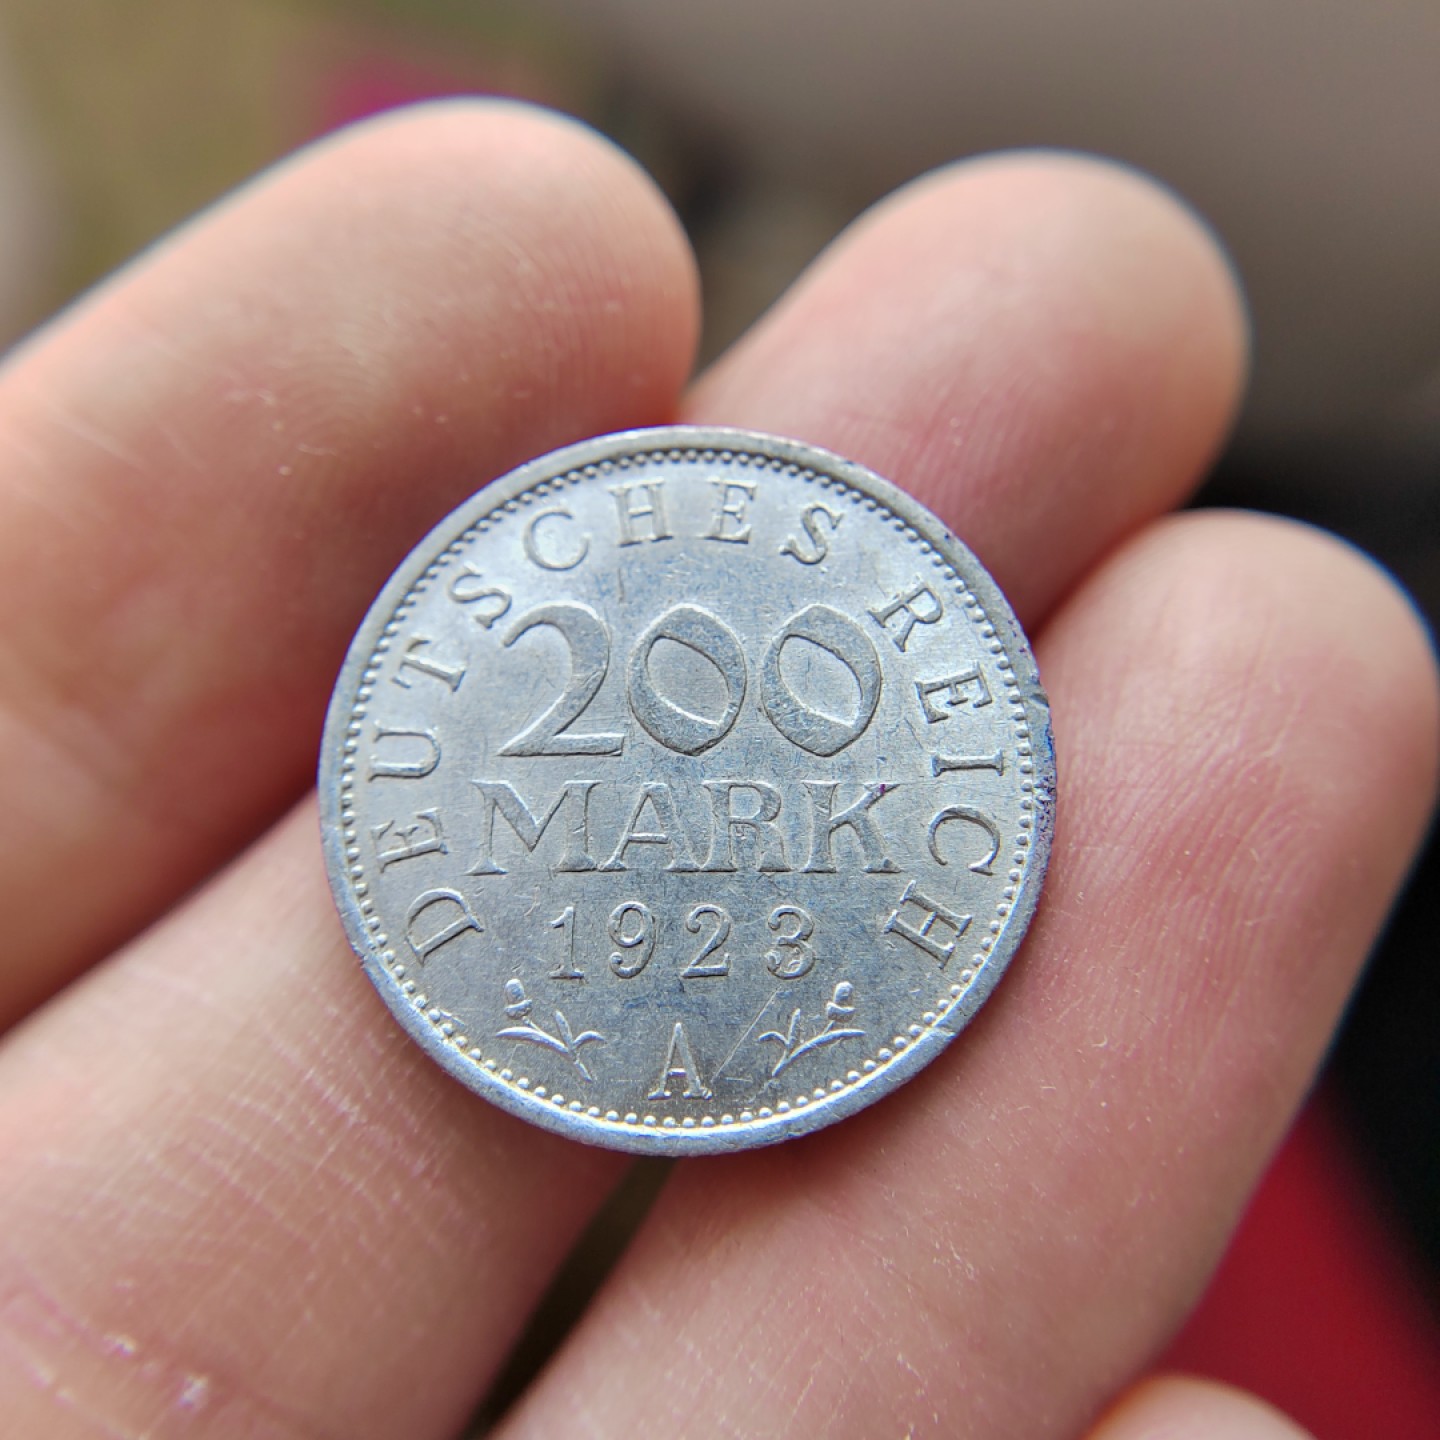 DEUTSCHES REICH
200
MARK
1923
A